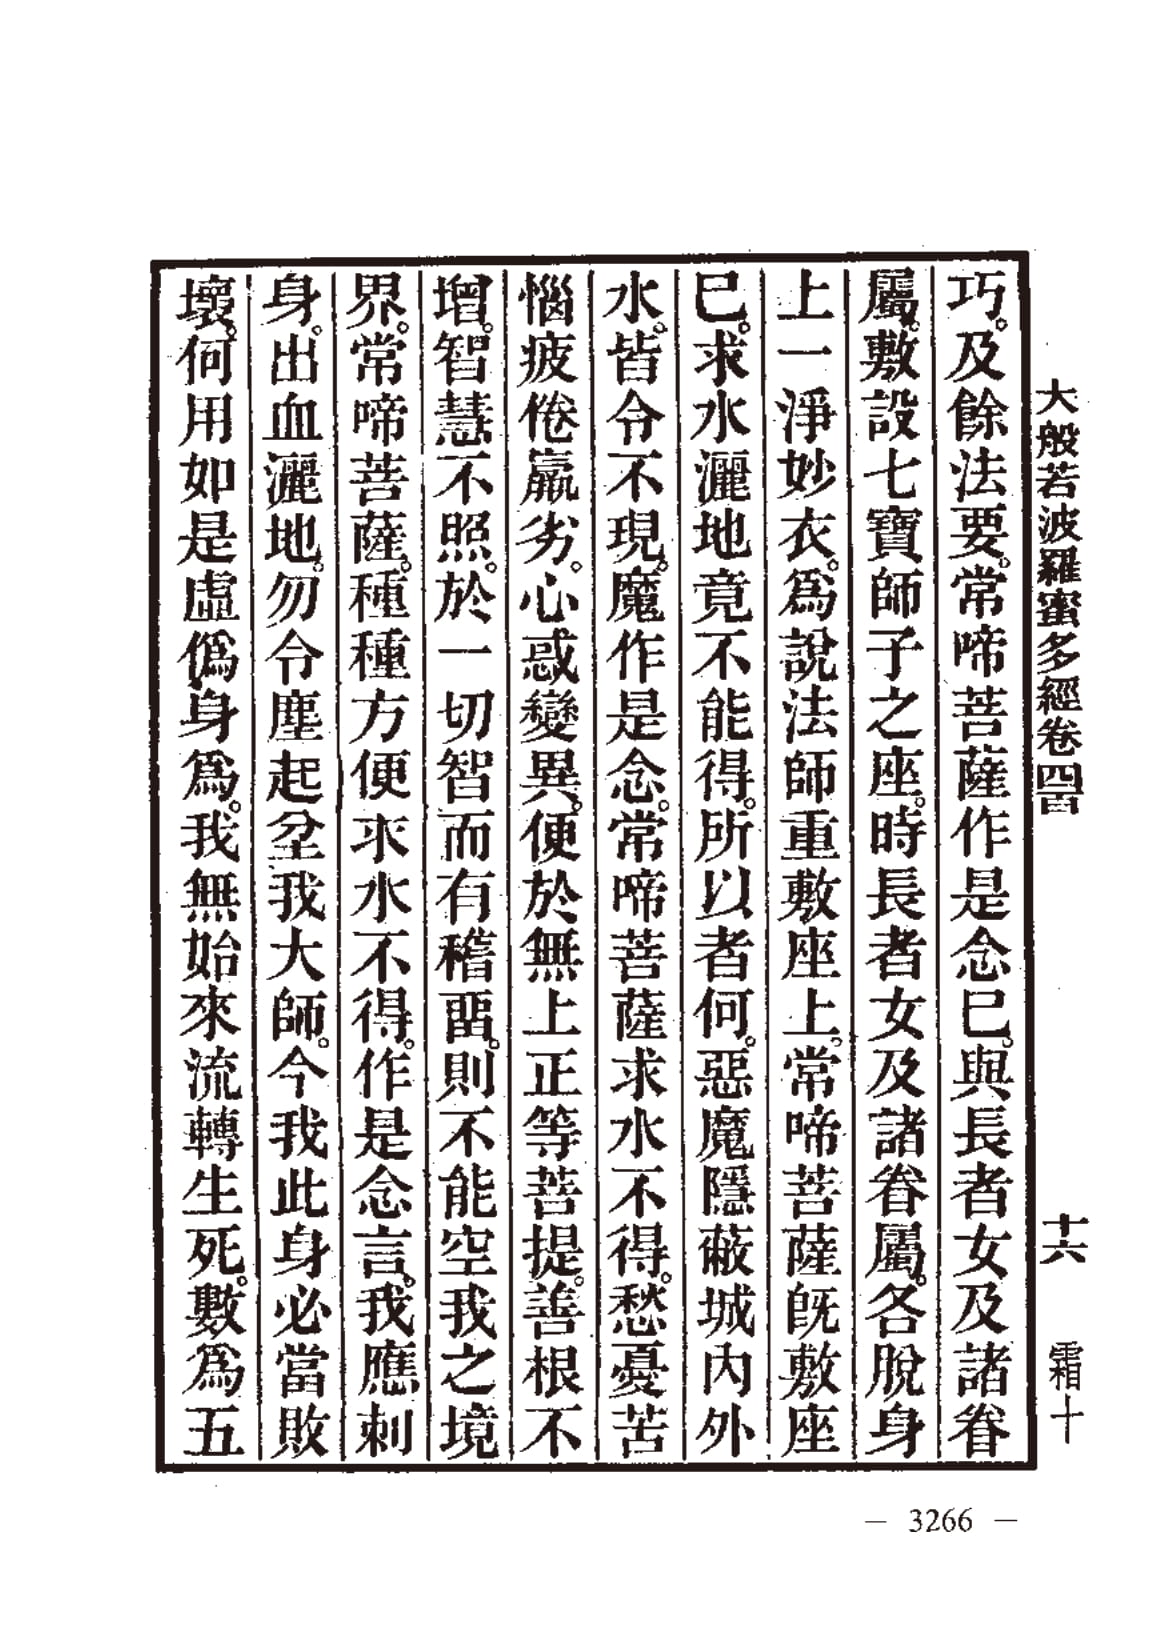 大般若波羅蜜多經卷四百
十六
霜十
巧。及餘法要。常啼菩薩作是念已。與長者女及諸眷
屬。敷設七寶師子之座。時長者女及諸眷屬。各脫身
上一淨妙衣。爲說法師重敷座上。常啼菩薩旣敷座
已。求水灑地竟不能得。所以者何。惡魔隱蔽城內外
水。皆令不現。魔作是念。常啼菩薩求水不得。愁憂苦
惱疲倦羸劣。心惑變異。便於無上正等菩提。善根不
增。智慧不照。於一切智而有稽留。則不能空我之境
界。常啼菩薩。種種方便求水不得。作是念言。我應刺
身。出血灑地。勿令塵起坌我大師。今我此身必當敗
壞。何用如是虛僞身爲。我無始來流轉生死。數爲五
— 3266 —